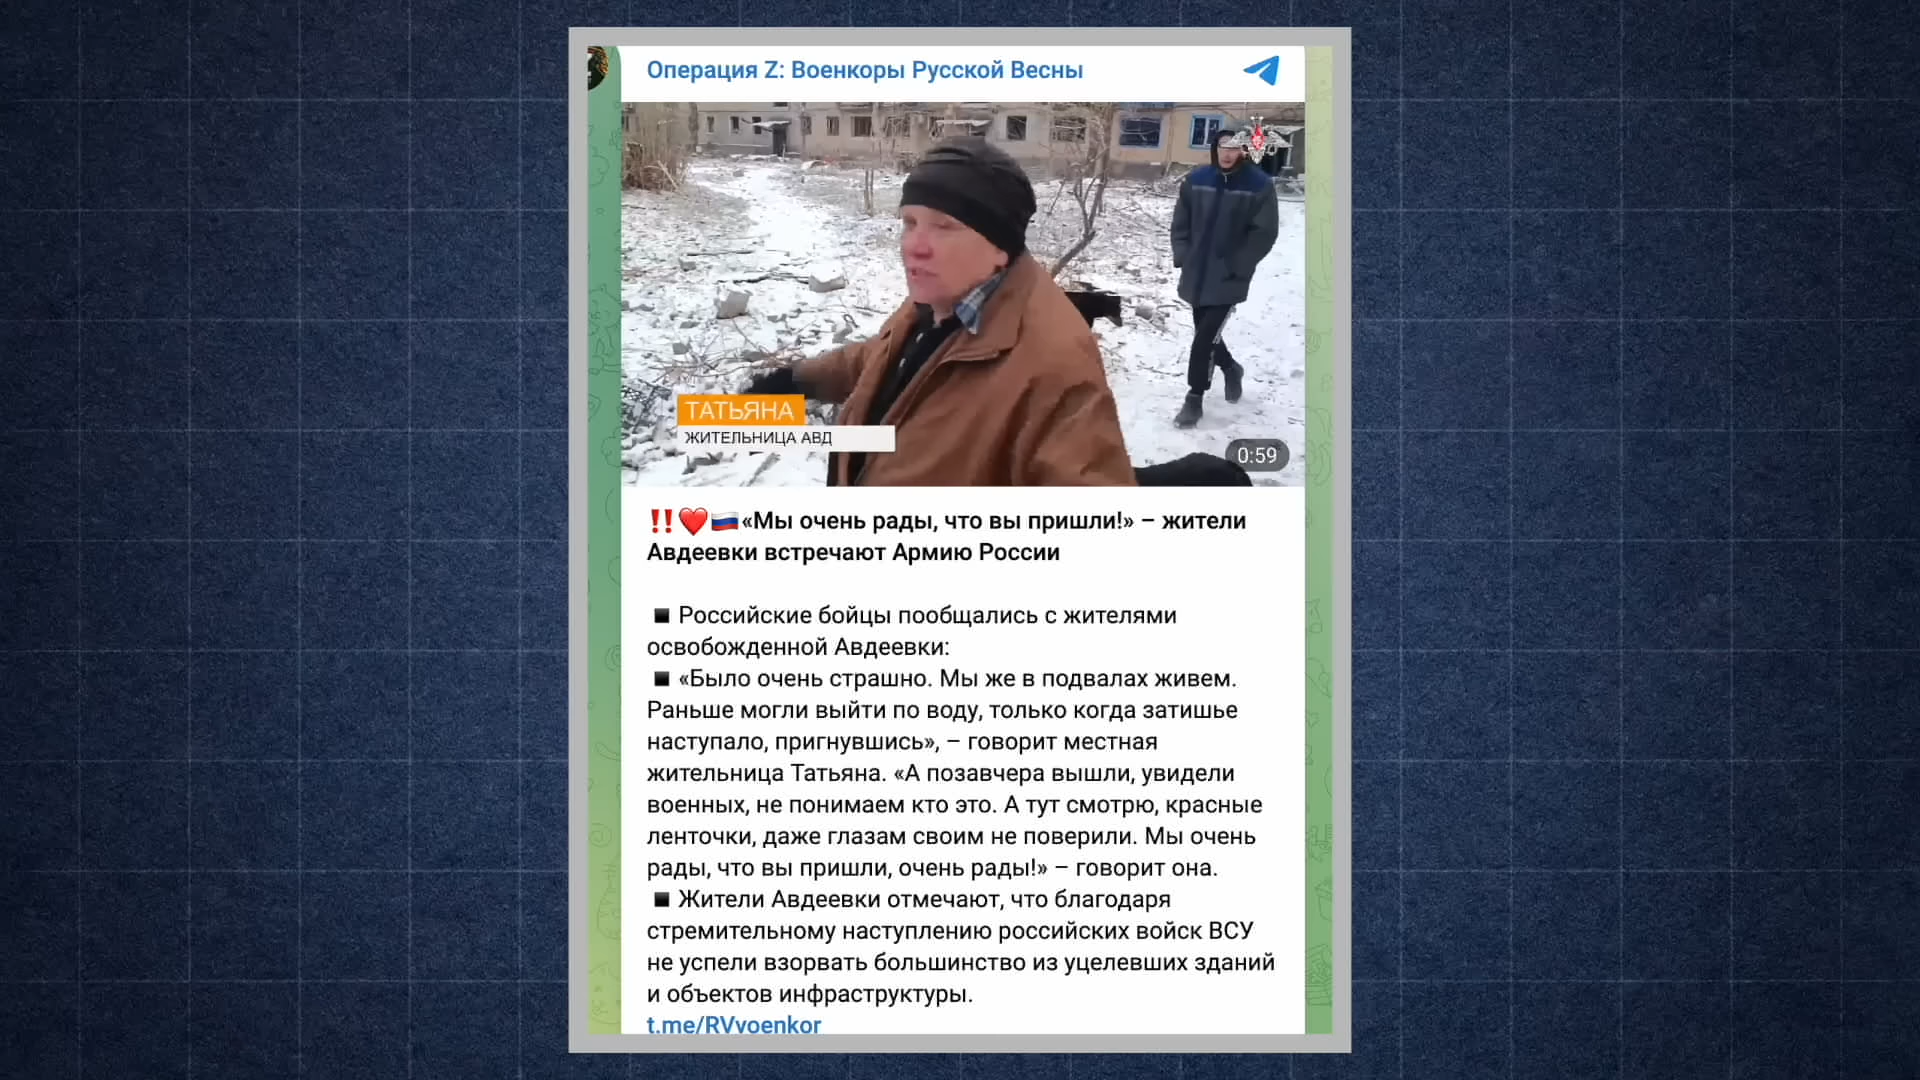 Операция Z: Военкоры Русской Весны
ТАТЬЯНА
ЖИТЕЛЬНИЦА АВД
0:59
‼️❤️🇷🇺«Мы очень рады, что вы пришли!» – жители
Авдеевки встречают Армию России
◾️ Российские бойцы пообщались с жителями
освобожденной Авдеевки:
◾️ «Было очень страшно. Мы же в подвалах живем.
Раньше могли выйти по воду, только когда затишье
наступало, пригнувшись», – говорит местная
жительница Татьяна. «А позавчера вышли, увидели
военных, не понимаем кто это. А тут смотрю, красные
ленточки, даже глазам своим не поверили. Мы очень
рады, что вы пришли, очень рады!» – говорит она.
◾️ Жители Авдеевки отмечают, что благодаря
стремительному наступлению российских войск ВСУ
не успели взорвать большинство из уцелевших зданий
и объектов инфраструктуры.
t.me/RVvoenkor